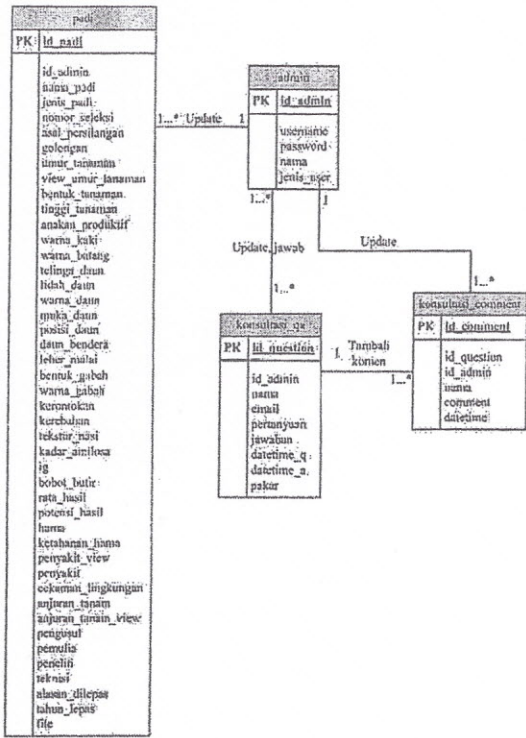 padi
PK id_padi
id_admin
nama_padi
jenis_padi
nomor_seleksi
asal_persilangan
golongan
umur_tanaman
view_umur_tanaman
bentuk_tanaman
tinggi_tanaman
anakan_produktif
warna_kaki
warna_batang
telinga_daun
lidah_daun
warna_daun
muka_daun
posisi_daun
daun_bendera
leher_malai
bentuk_gabah
warna_gabah
kerontokan
kerebahan
tekstur_nasi
kadar_amilosa
ig
bobot_butir
rata_hasil
potensi_hasil
hama
ketahanan_hama
penyakit_view
penyakit
cekaman_lingkungan
anjuran_tanam
anjuran_tanam_view
pengusul
pemulia
peneliti
teknisi
alasan_dilepas
tahun_lepas
file
1...* Update 1
admin
PK id_admin
username
password
nama
jenis_user
1...*
1
Update, jawab
Update
1...*
1...*
konsultasi_qa
PK Id_question
id_admin
nama
email
pertanyaan
jawaban
datetime_q
datetime_a
pakar
1
Tambah
komen
1...*
konsultasi_comment
PK Id_comment
id_question
id_admin
nama
comment
datetime